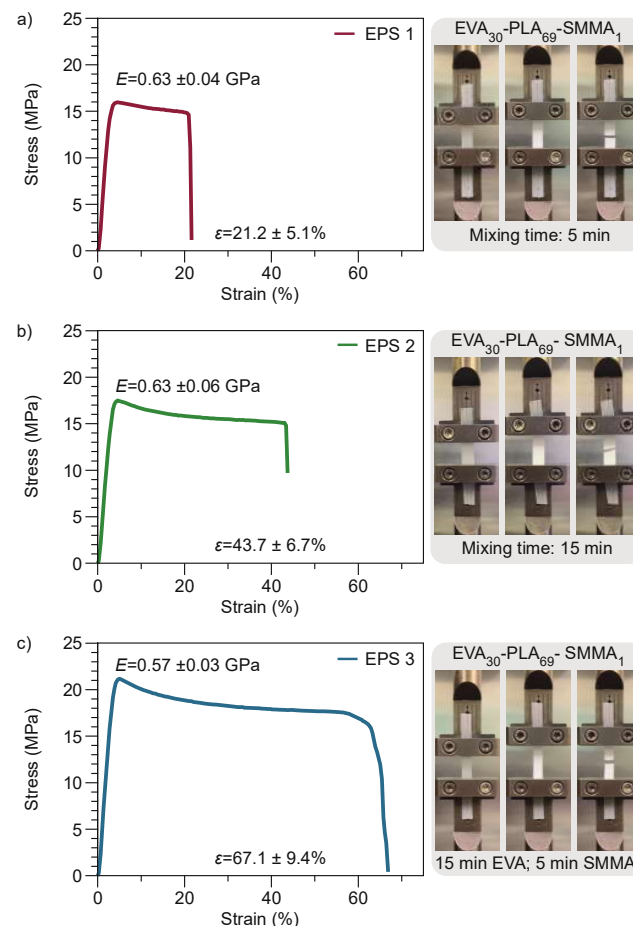 a)
EPS 1
E=0.63 ±0.04 GPa
ε=21.2 ± 5.1%
Stress (MPa)
25
20
15
10
5
0
0 20 40 60
Strain (%)
EVA30-PLA69-SMMA1
Mixing time: 5 min
b)
EPS 2
E=0.63 ±0.06 GPa
ε=43.7 ± 6.7%
Stress (MPa)
25
20
15
10
5
0
0 20 40 60
Strain (%)
EVA30-PLA69- SMMA1
Mixing time: 15 min
c)
EPS 3
E=0.57 ±0.03 GPa
ε=67.1 ± 9.4%
Stress (MPa)
25
20
15
10
5
0
0 20 40 60
Strain (%)
EVA30-PLA69- SMMA1
15 min EVA; 5 min SMMA